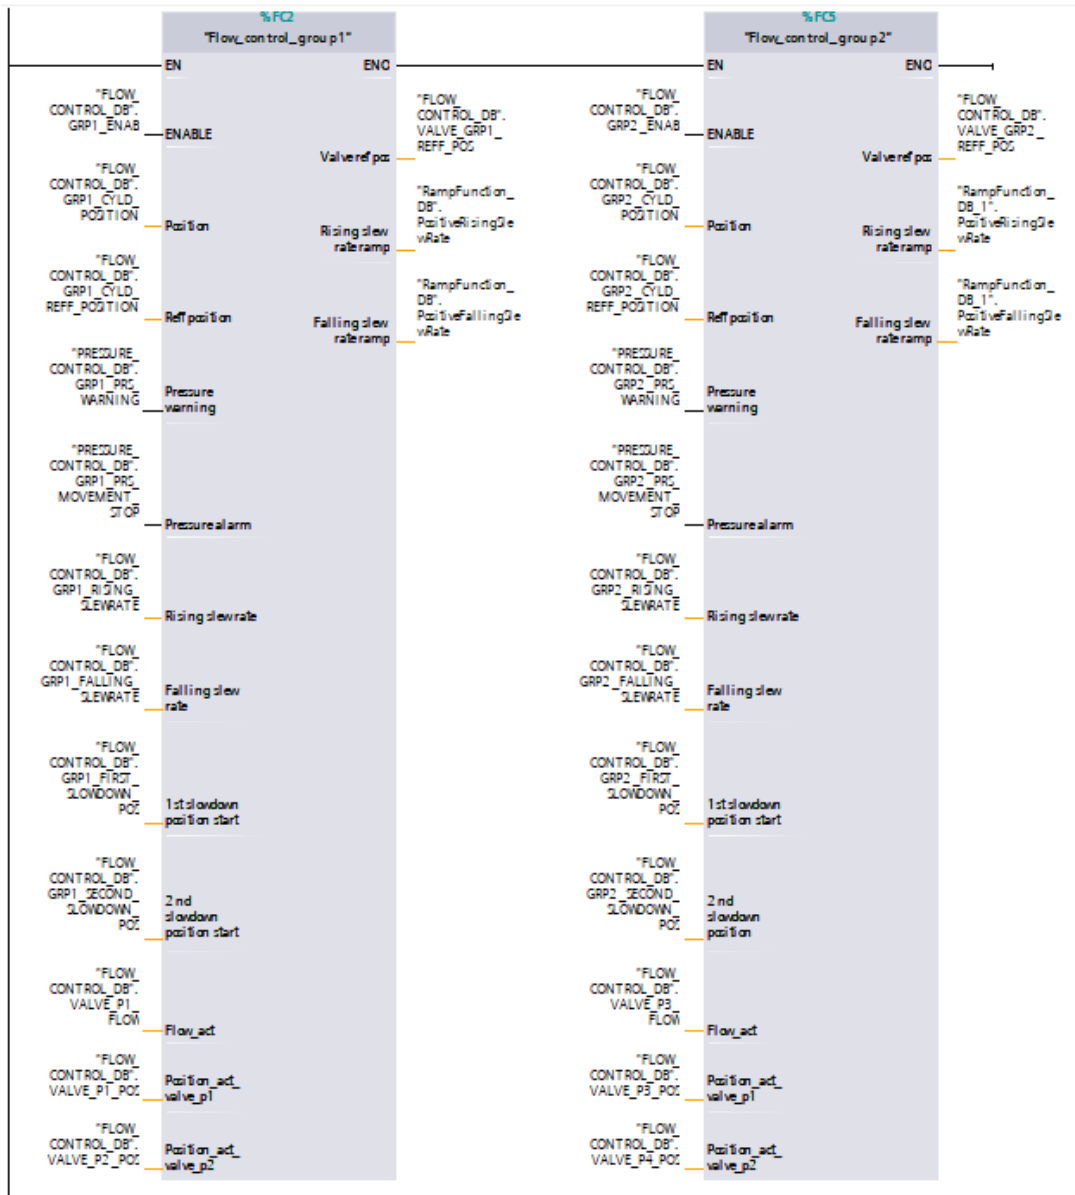 %FC2
"Flow_control_group1"
EN
ENO
"FLOW_
CONTROL_DB".
GRP1_ENAB
ENABLE
"FLOW_
CONTROL_DB".
VALVE_GRP1_
REFF_POS
Valve ref pos
"FLOW_
CONTROL_DB".
GRP1_CYLD_
POSITION
Position
"RampFunction_
DB".
PositiveRisingSle
wRate
Rising slew
rate ramp
"FLOW_
CONTROL_DB".
GRP1_CYLD_
REFF_POSITION
Reff position
"RampFunction_
DB".
PositiveFallingSle
wRate
Falling slew
rate ramp
"PRESSURE_
CONTROL_DB".
GRP1_PRS_
WARNING
Pressure
warning
"PRESSURE_
CONTROL_DB".
GRP1_PRS_
MOVEMENT_
STOP
Pressure alarm
"FLOW_
CONTROL_DB".
GRP1_RISING_
SLEWRATE
Rising slewrate
"FLOW_
CONTROL_DB".
GRP1_FALLING_
SLEWRATE
Falling slew
rate
"FLOW_
CONTROL_DB".
GRP1_FIRST_
SLOWDOWN_
POS
1st slowdown
position start
"FLOW_
CONTROL_DB".
GRP1_SECOND_
SLOWDOWN_
POS
2nd
slowdown
position start
"FLOW_
CONTROL_DB".
VALVE_P1_
FLOW
Flow_act
"FLOW_
CONTROL_DB".
VALVE_P1_POS
Position_act_
valve_p1
"FLOW_
CONTROL_DB".
VALVE_P2_POS
Position_act_
valve_p2
%FC5
"Flow_control_group2"
EN
ENO
"FLOW_
CONTROL_DB".
GRP2_ENAB
ENABLE
"FLOW_
CONTROL_DB".
VALVE_GRP2_
REFF_POS
Valve ref pos
"FLOW_
CONTROL_DB".
GRP2_CYLD_
POSITION
Position
"RampFunction_
DB_1".
PositiveRisingSle
wRate
Rising slew
rate ramp
"FLOW_
CONTROL_DB".
GRP2_CYLD_
REFF_POSITION
Reff position
"RampFunction_
DB_1".
PositiveFallingSle
wRate
Falling slew
rate ramp
"PRESSURE_
CONTROL_DB".
GRP2_PRS_
WARNING
Pressure
warning
"PRESSURE_
CONTROL_DB".
GRP2_PRS_
MOVEMENT_
STOP
Pressure alarm
"FLOW_
CONTROL_DB".
GRP2_RISING_
SLEWRATE
Rising slewrate
"FLOW_
CONTROL_DB".
GRP2_FALLING_
SLEWRATE
Falling slew
rate
"FLOW_
CONTROL_DB".
GRP2_FIRST_
SLOWDOWN_
POS
1st slowdown
position start
"FLOW_
CONTROL_DB".
GRP2_SECOND_
SLOWDOWN_
POS
2nd
slowdown
position
"FLOW_
CONTROL_DB".
VALVE_P3_
FLOW
Flow_act
"FLOW_
CONTROL_DB".
VALVE_P3_POS
Position_act_
valve_p1
"FLOW_
CONTROL_DB".
VALVE_P4_POS
Position_act_
valve_p2